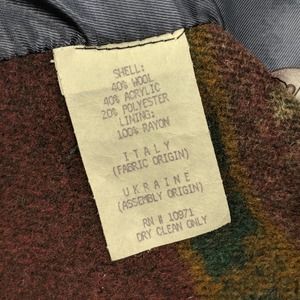 SHELL:
40% WOOL
40% ACRYLIC
20% POLYESTER
LINING:
100% RAYON
ITALY
(FABRIC ORIGIN)
UKRAINE
(ASSEMBLY ORIGIN)
RN # 10971
DRY CLEAN ONLY